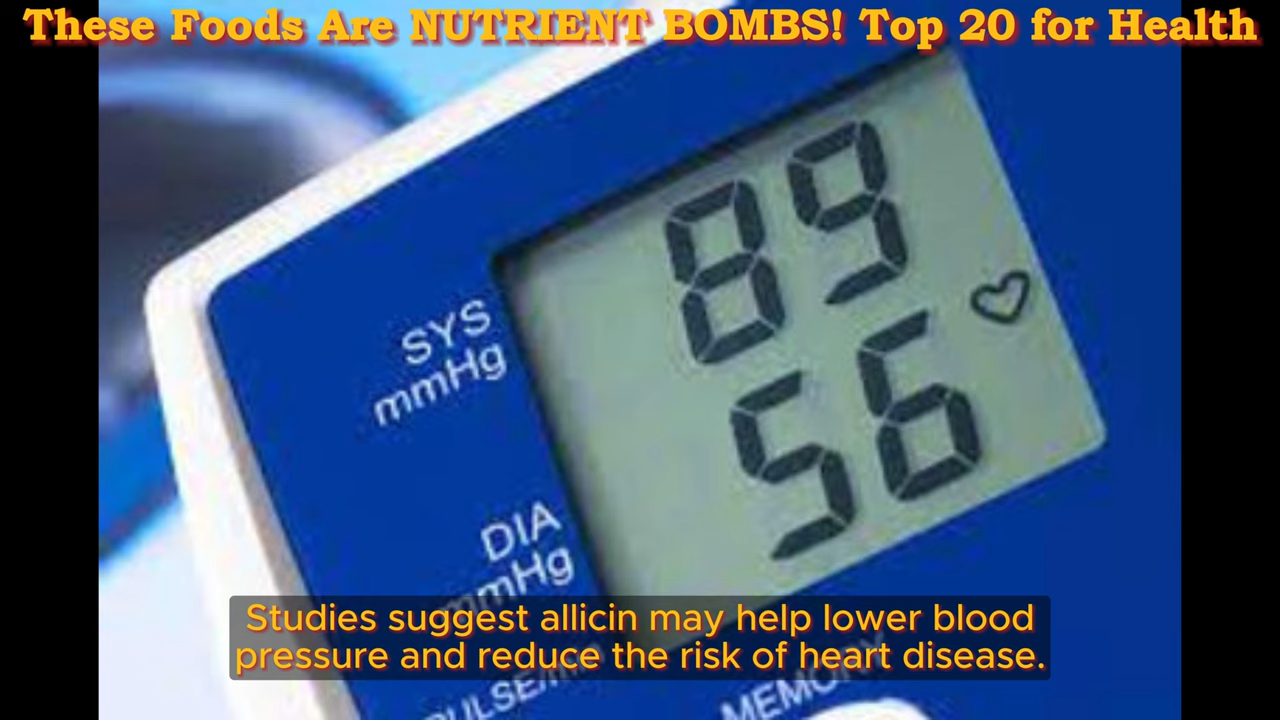 These Foods Are NUTRIENT BOMBS! Top 20 for Health
SYS
mmHg
89
DIA
mmHg
56
Studies suggest allicin may help lower blood
pressure and reduce the risk of heart disease.
MEMORY